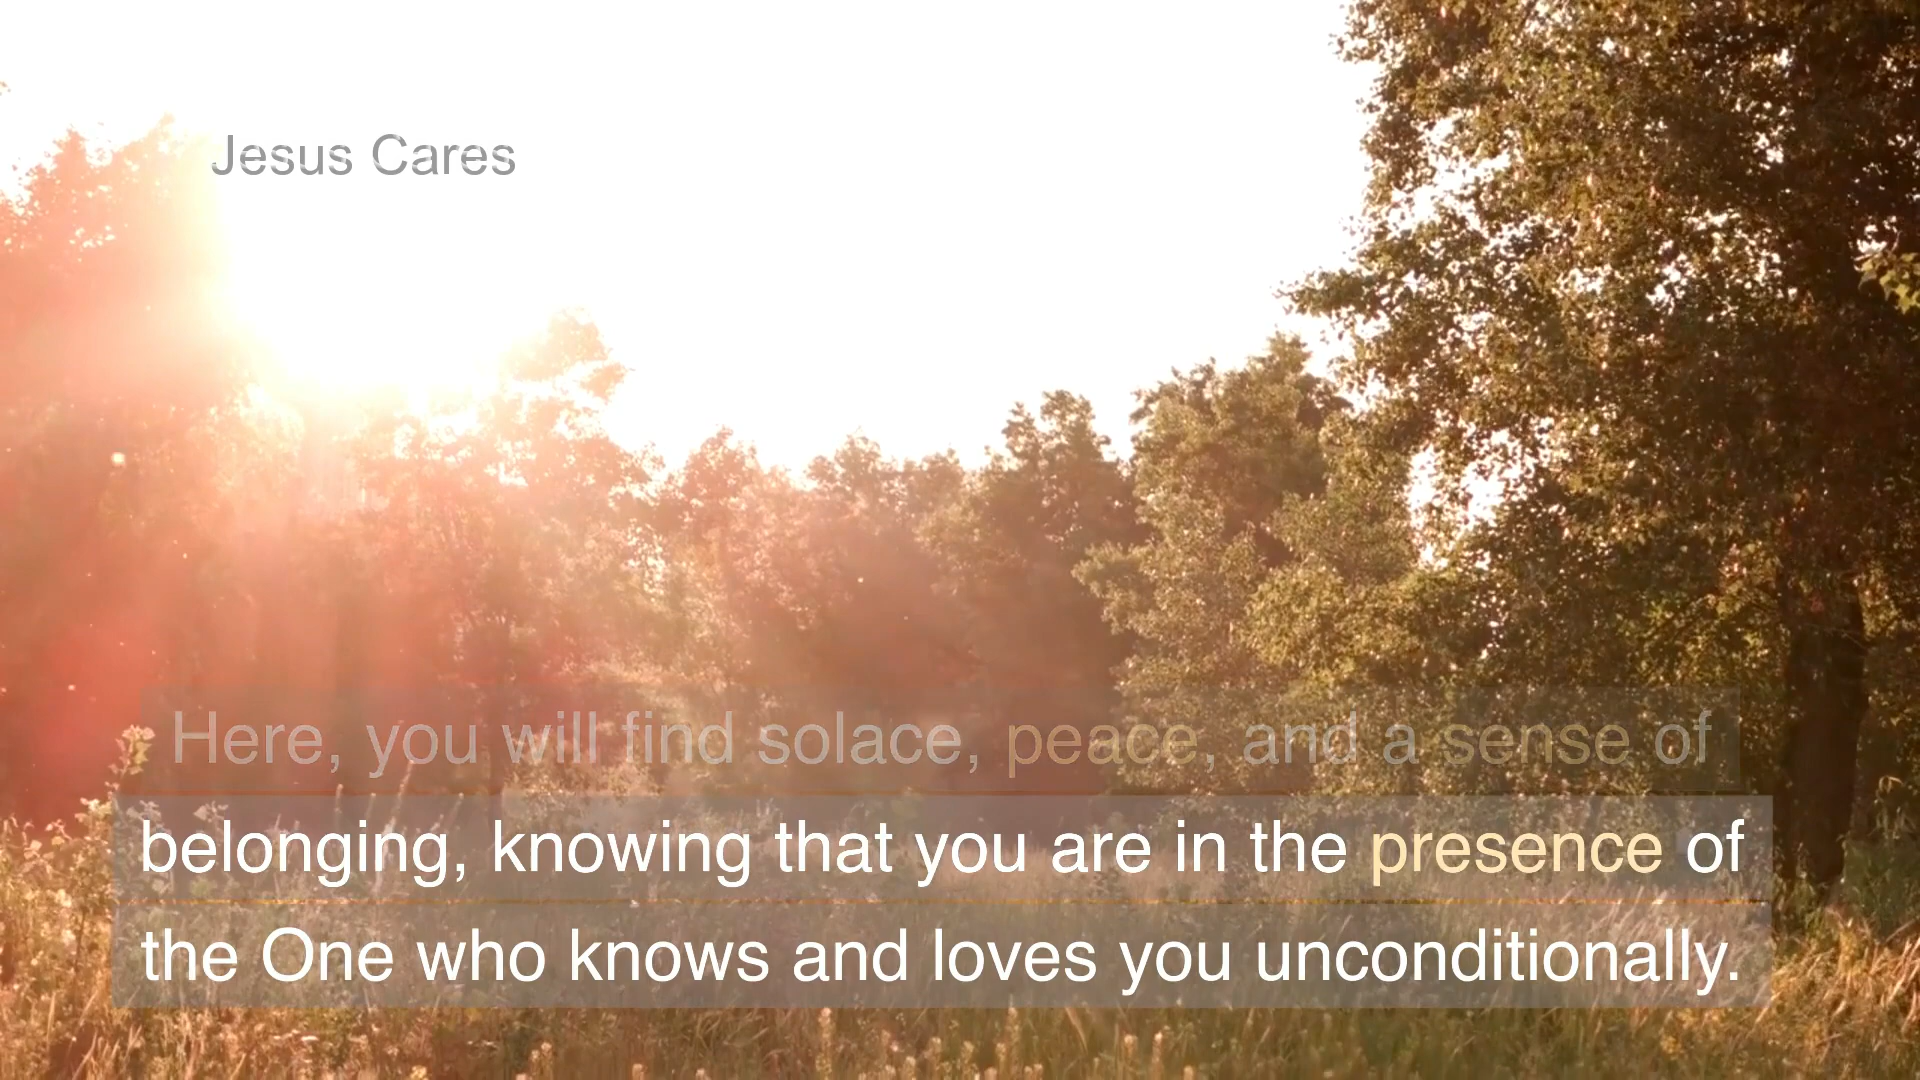 Jesus Cares
Here, you will find solace, peace, and a sense of
belonging, knowing that you are in the presence of
the One who knows and loves you unconditionally.